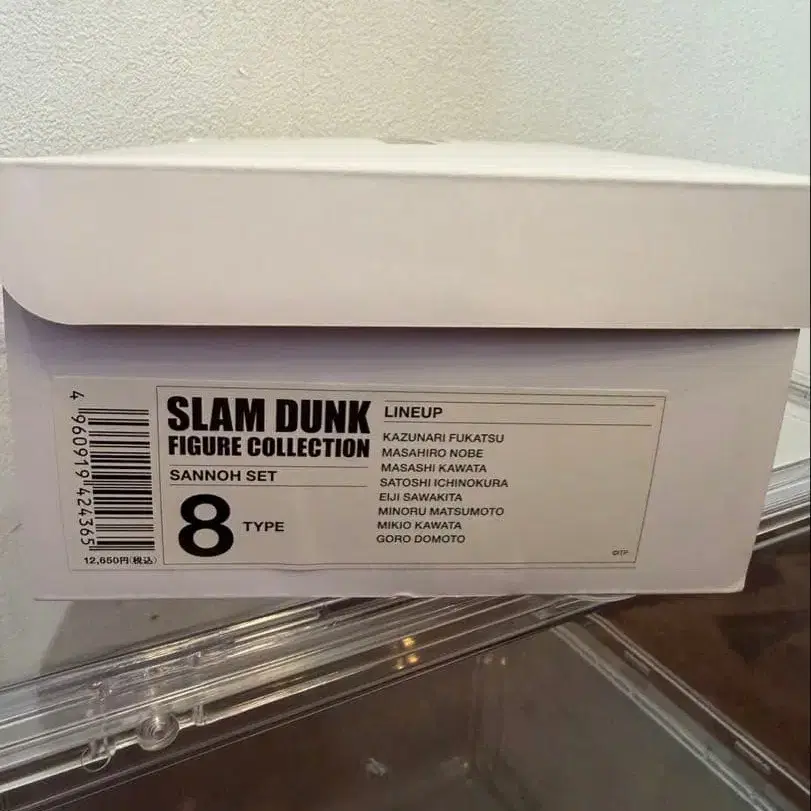 4 960919 424365
12,650円(税込)
SLAM DUNK
FIGURE COLLECTION
SANNOH SET
8 TYPE
LINEUP
KAZUNARI FUKATSU
MASAHIRO NOBE
MASASHI KAWATA
SATOSHI ICHINOKURA
EIJI SAWAKITA
MINORU MATSUMOTO
MIKIO KAWATA
GORO DOMOTO
©ITP